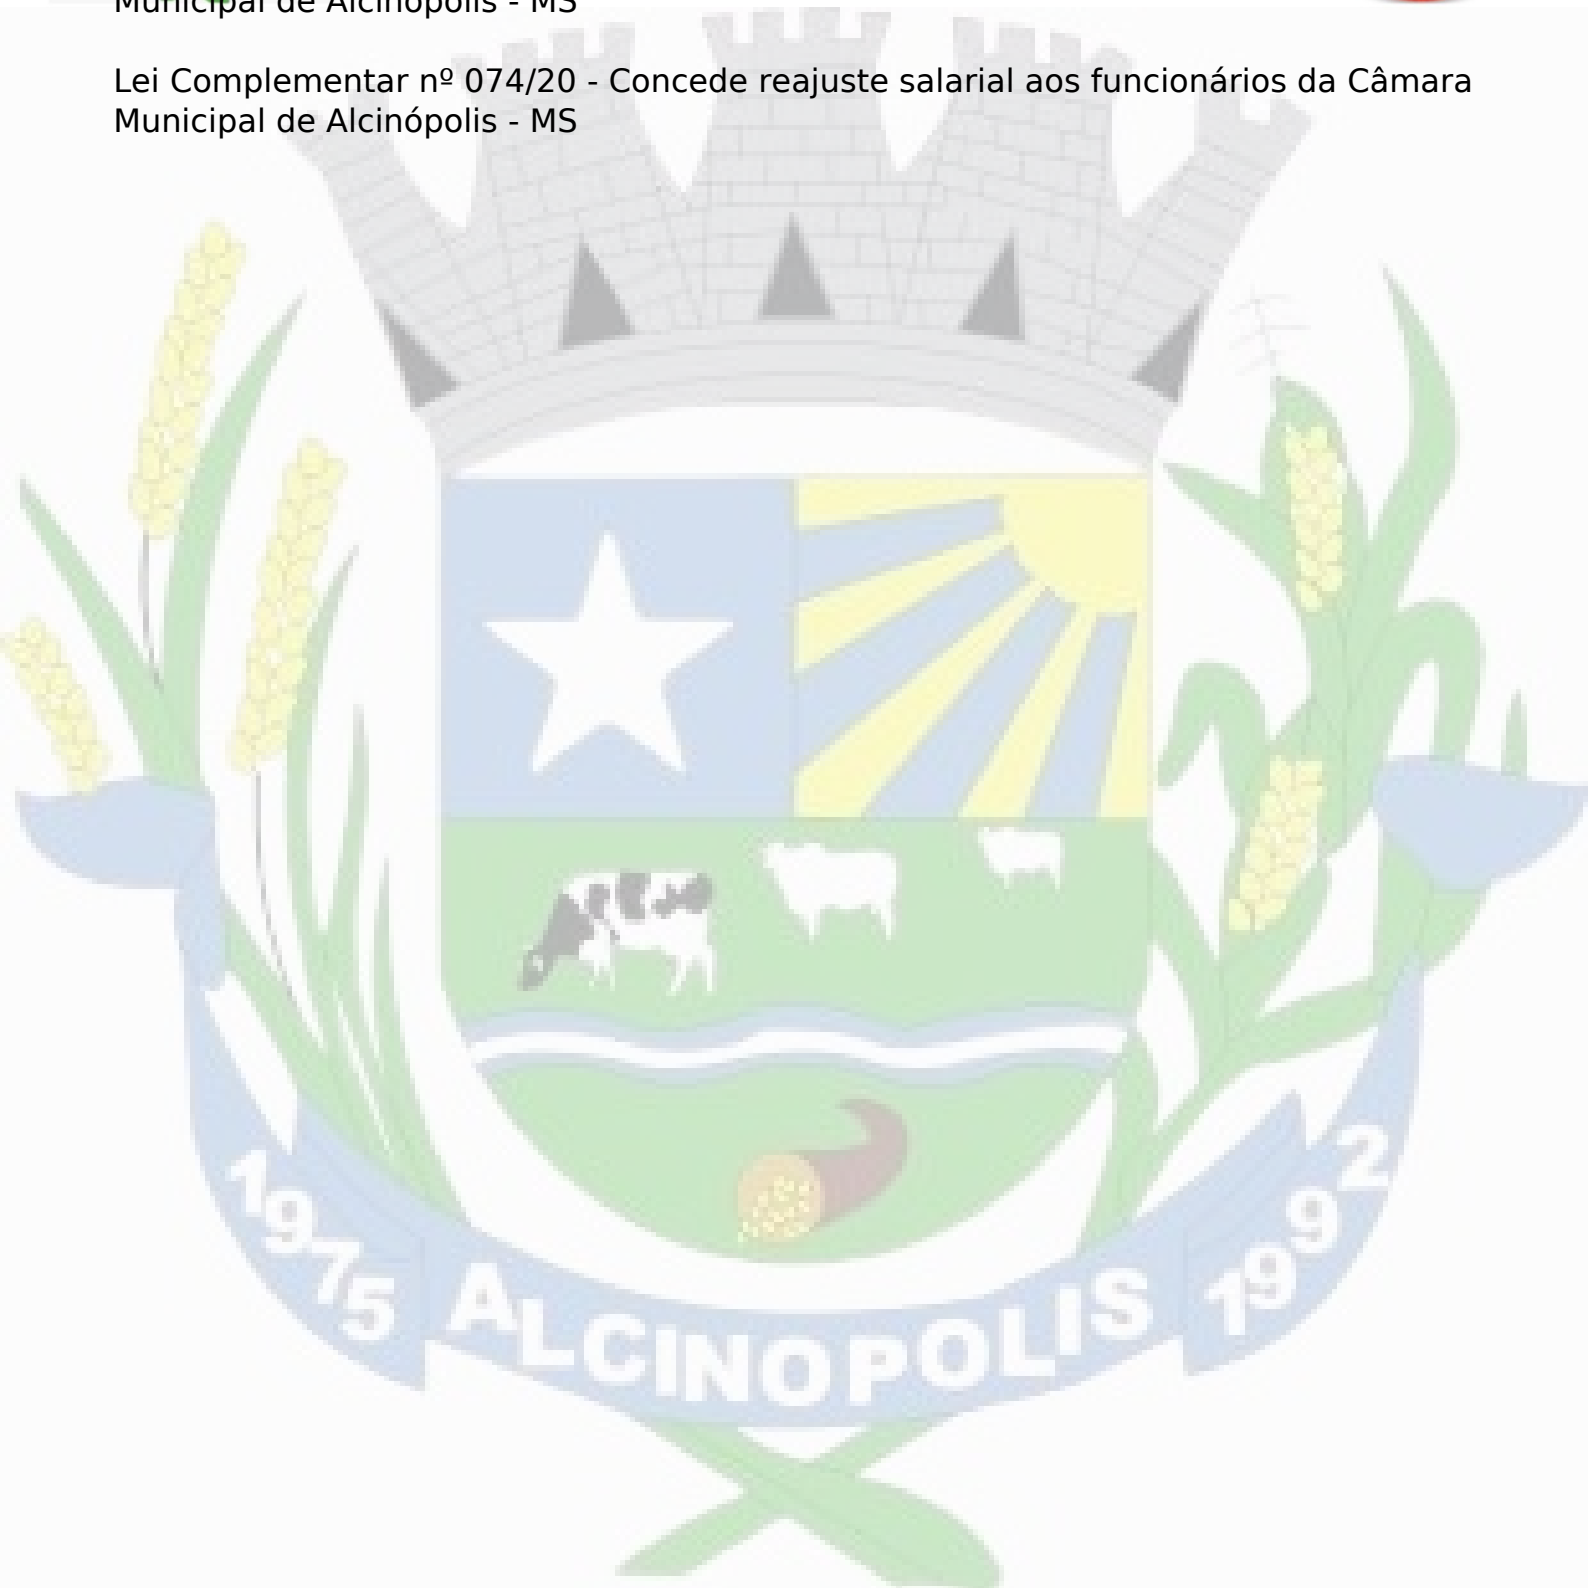 Municipal de Alcinópolis - MS
Lei Complementar nº 074/20 - Concede reajuste salarial aos funcionários da Câmara
Municipal de Alcinópolis - MS
1975 ALCINOPOLIS 1992